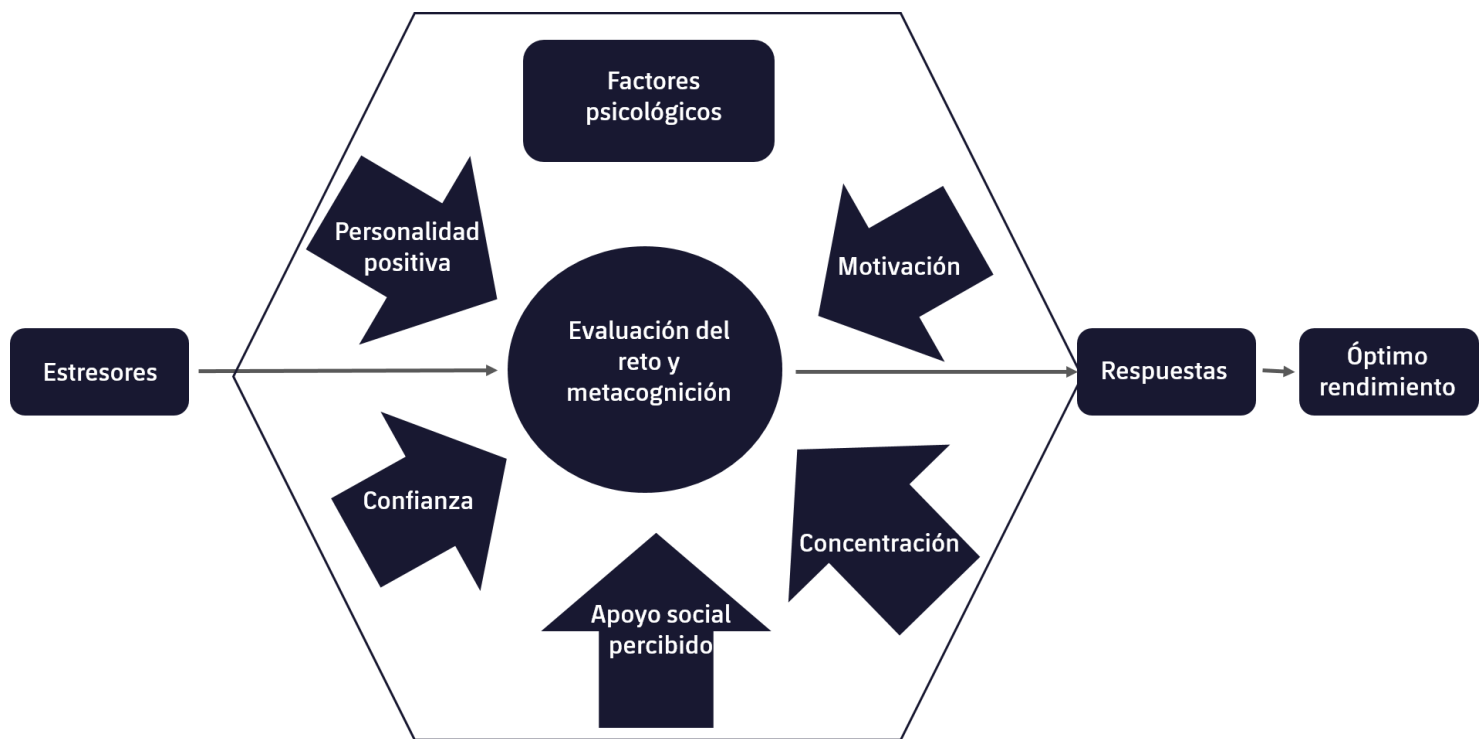 Factores
psicológicos
Personalidad
positiva
Motivación
Estresores
Evaluación del
reto y
metacognición
Respuestas
Óptimo
rendimiento
Confianza
Concentración
Apoyo social
percibido